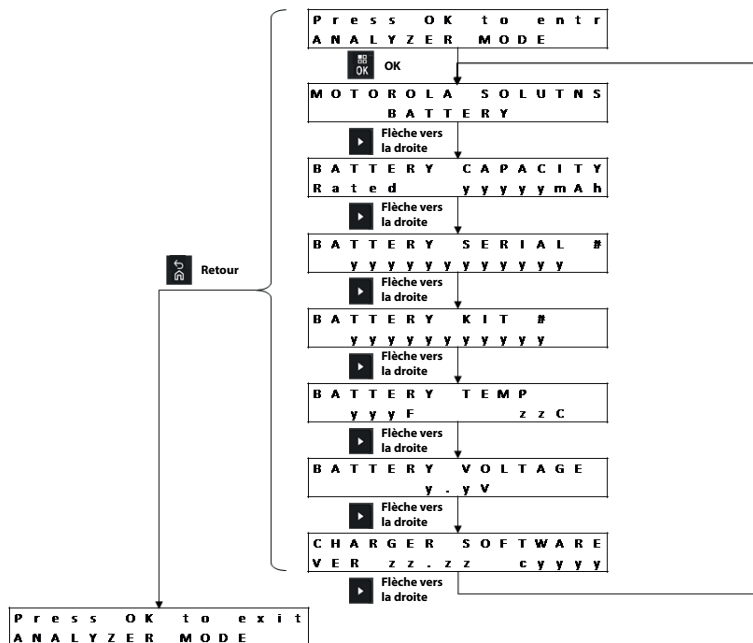 Press OK to entr
ANALYZER MODE
OK
OK
MOTOROLA SOLUTNS
BATTERY
Flèche vers
la droite
BATTERY CAPACITY
Rated yyyyymAh
Flèche vers
la droite
BATTERY SERIAL #
yyyyyyyyyyyy
Flèche vers
la droite
Retour
BATTERY KIT #
yyyyyyyyyyy
Flèche vers
la droite
BATTERY TEMP
yyyF zzC
Flèche vers
la droite
BATTERY VOLTAGE
y.yV
Flèche vers
la droite
CHARGER SOFTWARE
VER zz.zz cyyyy
Flèche vers
la droite
Press OK to exit
ANALYZER MODE